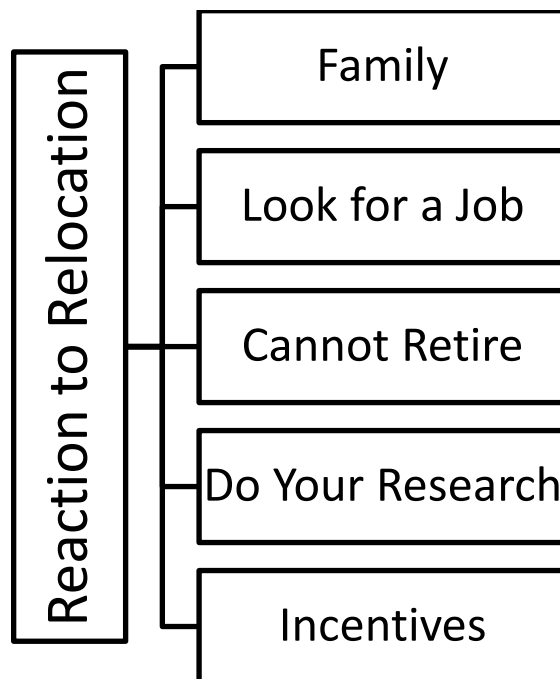 Reaction to Relocation
Family
Look for a Job
Cannot Retire
Do Your Research
Incentives